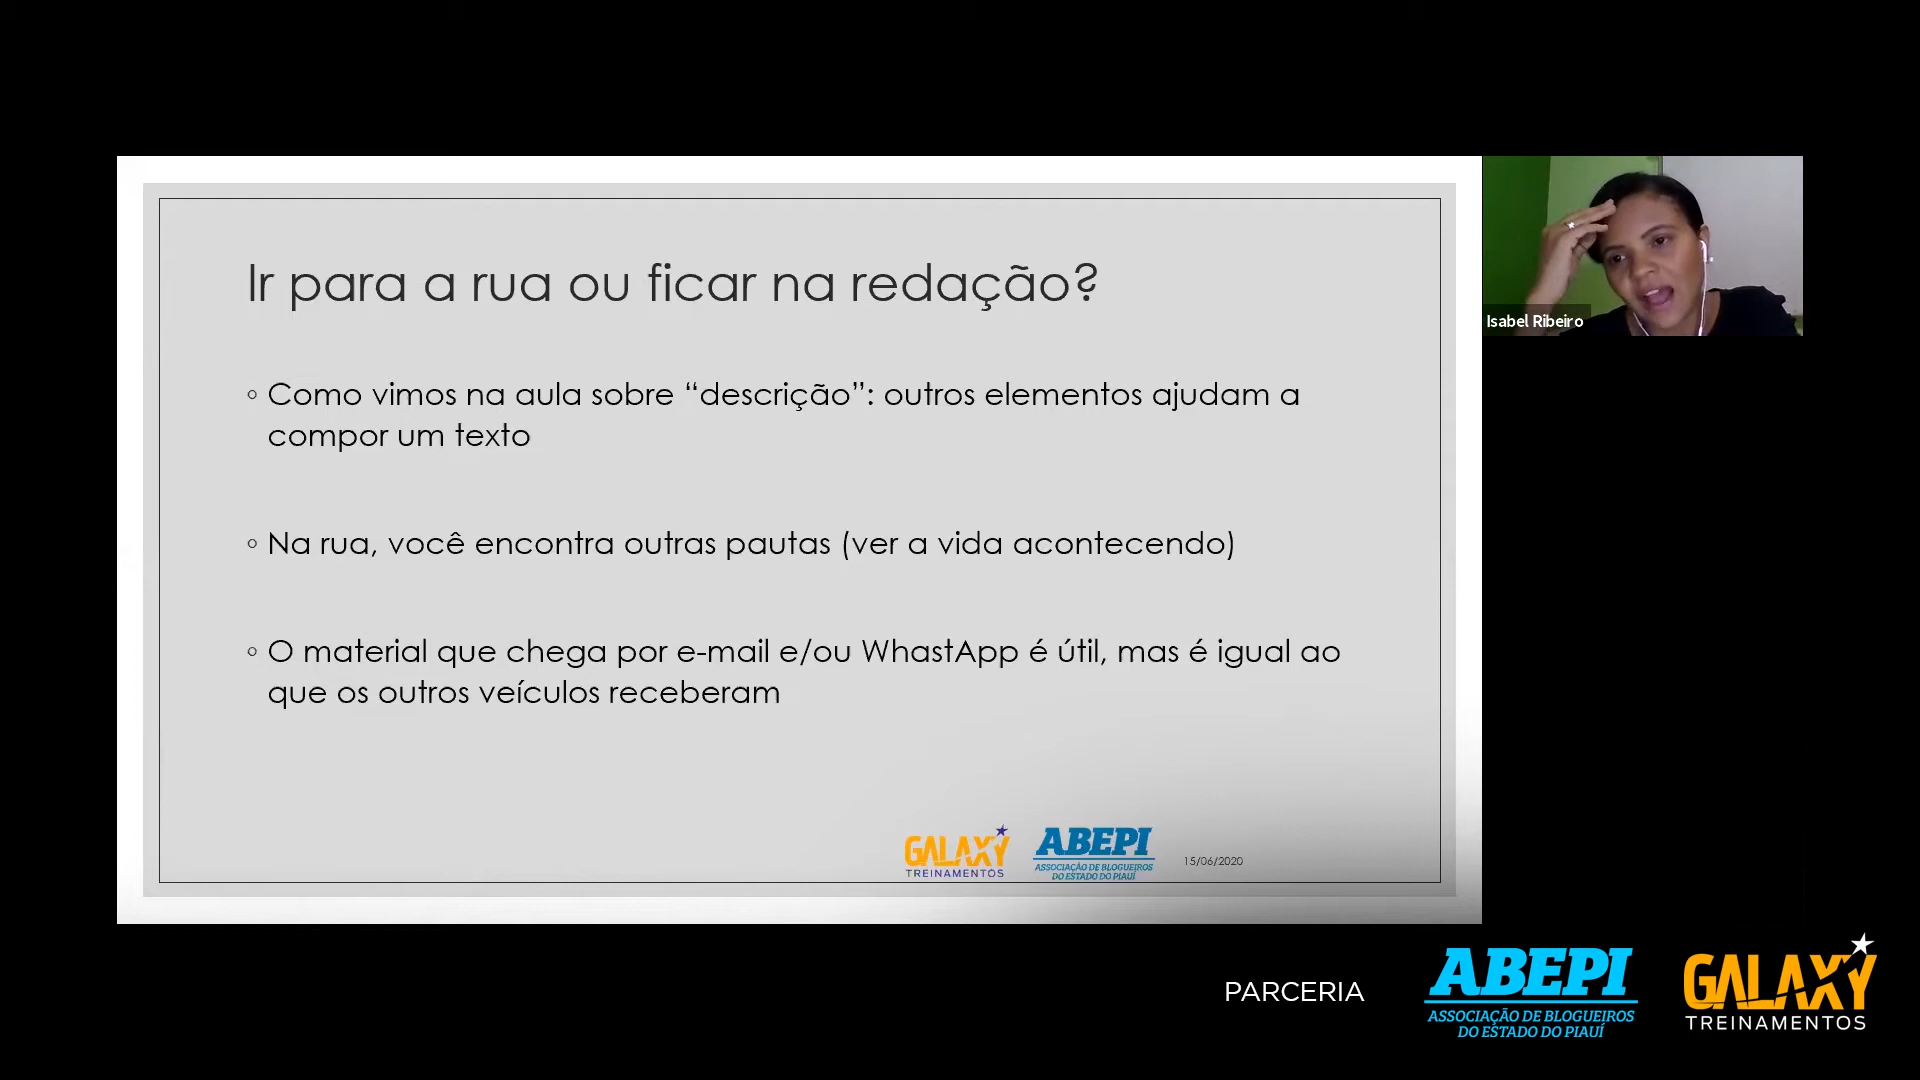 Ir para a rua ou ficar na redação?
Isabel Ribeiro
◦ Como vimos na aula sobre “descrição”: outros elementos ajudam a
compor um texto
◦ Na rua, você encontra outras pautas (ver a vida acontecendo)
◦ O material que chega por e-mail e/ou WhastApp é útil, mas é igual ao
que os outros veículos receberam
GALAXY
TREINAMENTOS
ABEPI
ASSOCIAÇÃO DE BLOGUEIROS
DO ESTADO DO PIAUÍ
15/06/2020
PARCERIA
ABEPI
ASSOCIAÇÃO DE BLOGUEIROS
DO ESTADO DO PIAUÍ
GALAXY
TREINAMENTOS